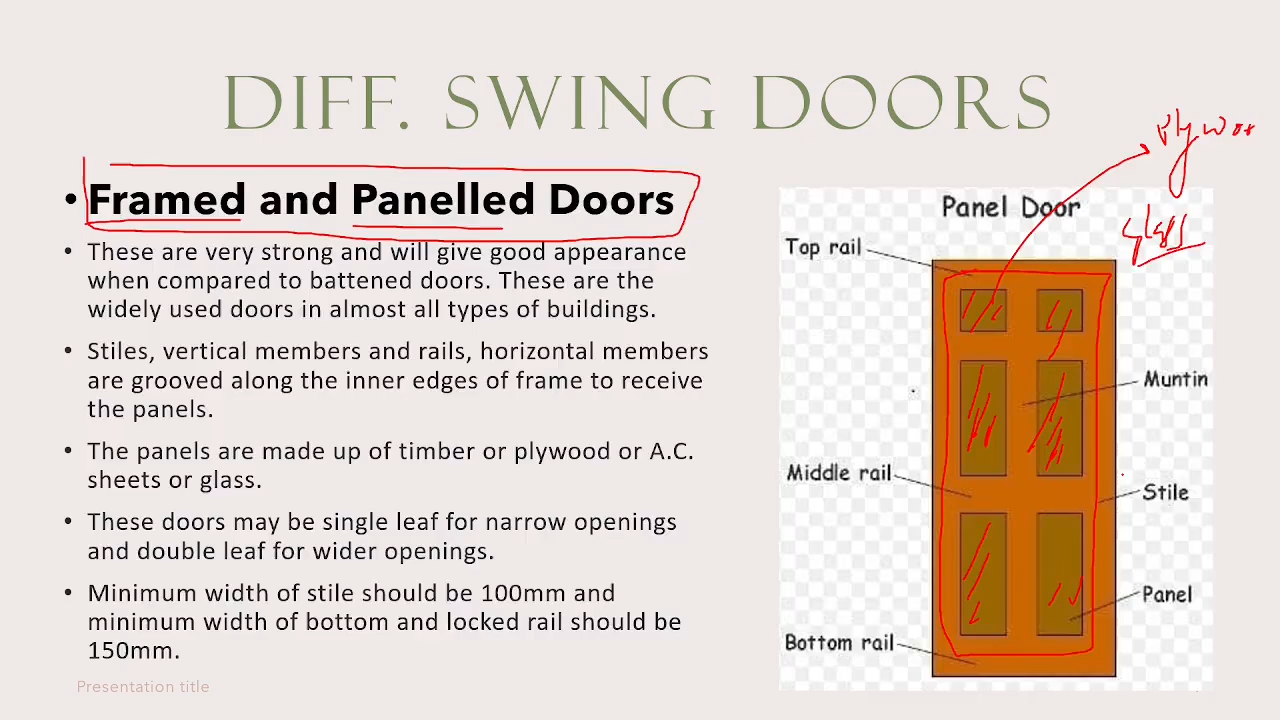 DIFF. SWING DOORS
• Framed and Panelled Doors
• These are very strong and will give good appearance
when compared to battened doors. These are the
widely used doors in almost all types of buildings.
• Stiles, vertical members and rails, horizontal members
are grooved along the inner edges of frame to receive
the panels.
• The panels are made up of timber or plywood or A.C.
sheets or glass.
• These doors may be single leaf for narrow openings
and double leaf for wider openings.
• Minimum width of stile should be 100mm and
minimum width of bottom and locked rail should be
150mm.
Presentation title
Plywoo
glass
Panel Door
Top rail
Muntin
Middle rail
Stile
Panel
Bottom rail